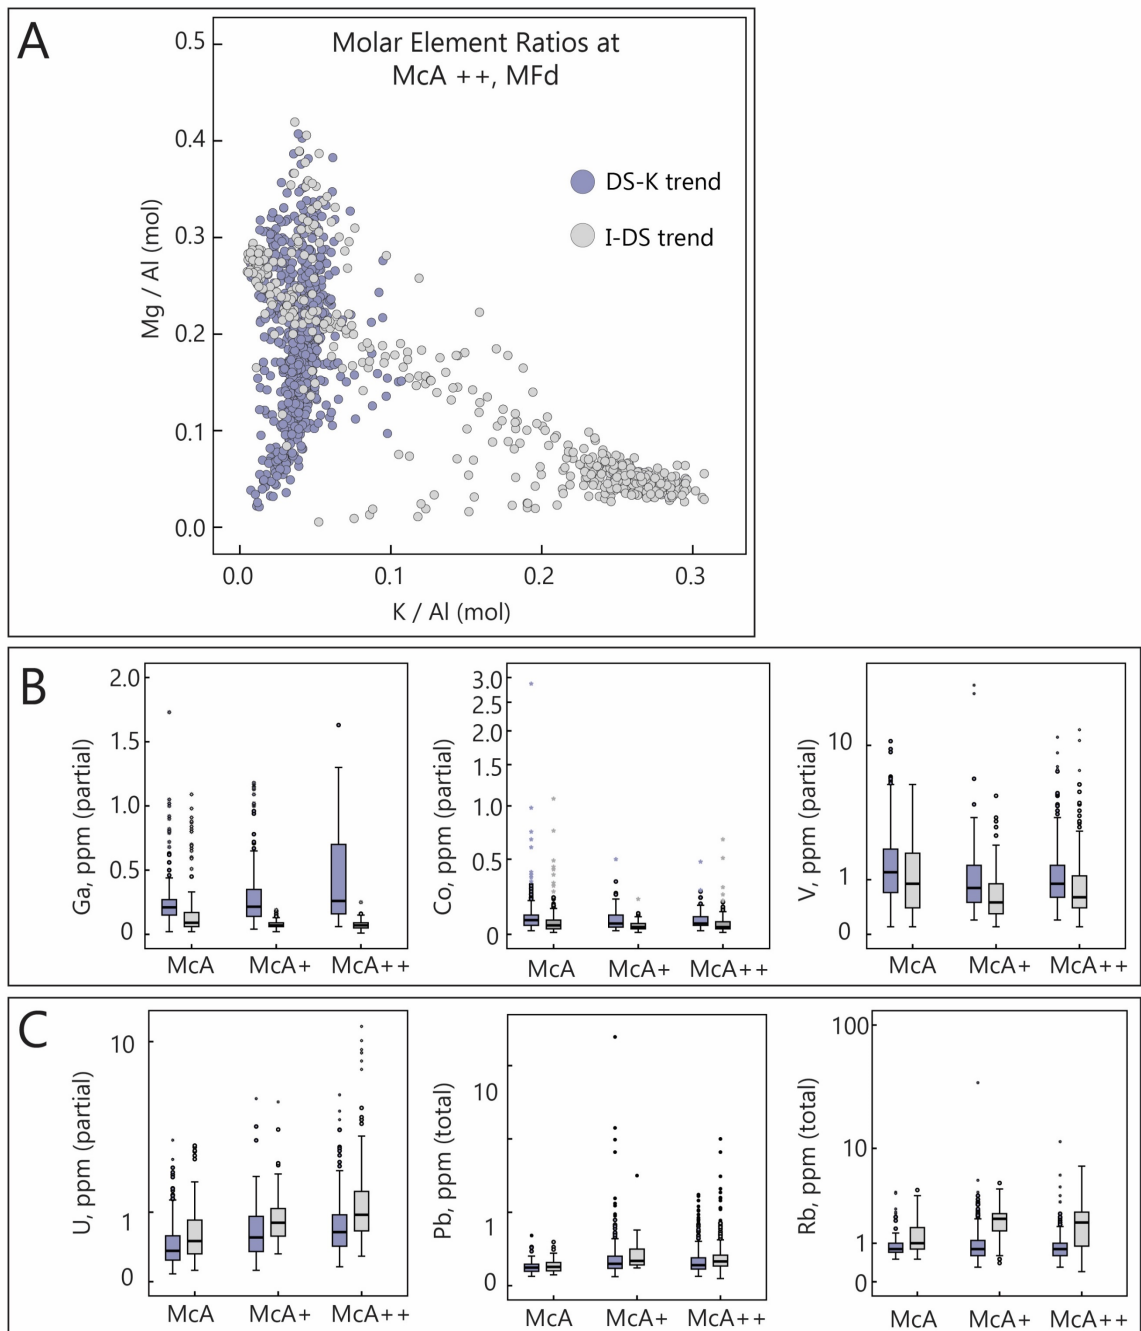 A
Molar Element Ratios at
McA ++, MFd
DS-K trend
I-DS trend
0.5
0.4
0.3
0.2
0.1
0.0
Mg / Al (mol)
0.0 0.1 0.2 0.3
K / Al (mol)
B
Ga, ppm (partial)
2.0
1.5
1.0
0.5
0
McA McA+ McA++
Co, ppm (partial)
3.0
2.5
2.0
1.5
1.0
0.5
0
McA McA+ McA++
V, ppm (partial)
10
1
0
McA McA+ McA++
C
U, ppm (partial)
10
1
0
McA McA+ McA++
Pb, ppm (total)
10
1
0
McA McA+ McA++
Rb, ppm (total)
100
10
1
0
McA McA+ McA++